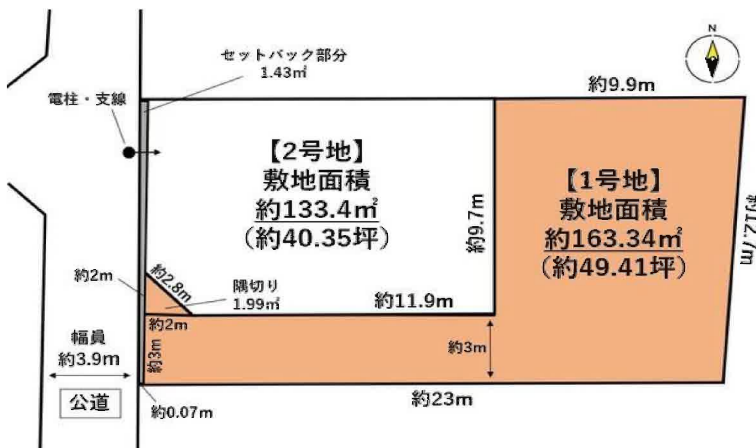 セットバック部分
1.43㎡
N
電柱・支線
約9.9m
【2号地】
敷地面積
約133.4㎡
(約40.35坪)
約9.7m
【1号地】
敷地面積
約163.34㎡
(約49.41坪)
約12.7m
約2m
約2.8m
隅切り
1.99㎡
約11.9m
約2m
幅員
約3.9m
約3m
約3m
公道
約0.07m
約23m